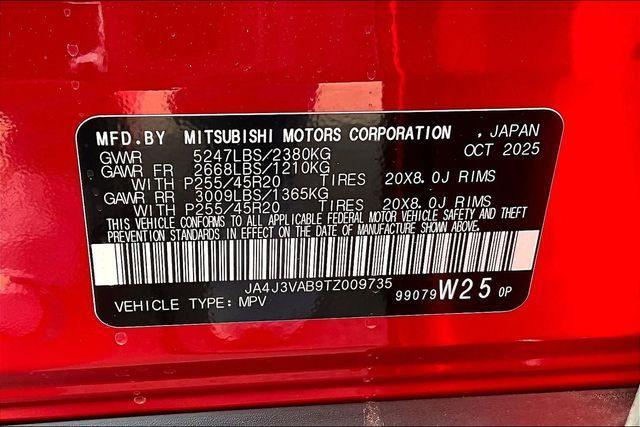 MFD.BY MITSUBISHI MOTORS CORPORATION , JAPAN
GVWR 5247LBS/2380KG OCT 2025
GAWR FR 2668LBS/1210KG
WITH P255/45R20 TIRES 20X8.0J RIMS
GAWR RR 3009LBS/1365KG
WITH P255/45R20 TIRES 20X8.0J RIMS
THIS VEHICLE CONFORMS TO ALL APPLICABLE FEDERAL MOTOR VEHICLE SAFETY AND THEFT
PREVENTION STANDARDS IN EFFECT ON THE DATE OF MANUFACTURE SHOWN ABOVE.
JA4J3VAB9TZ009735
VEHICLE TYPE: MPV 99079 W25 0P